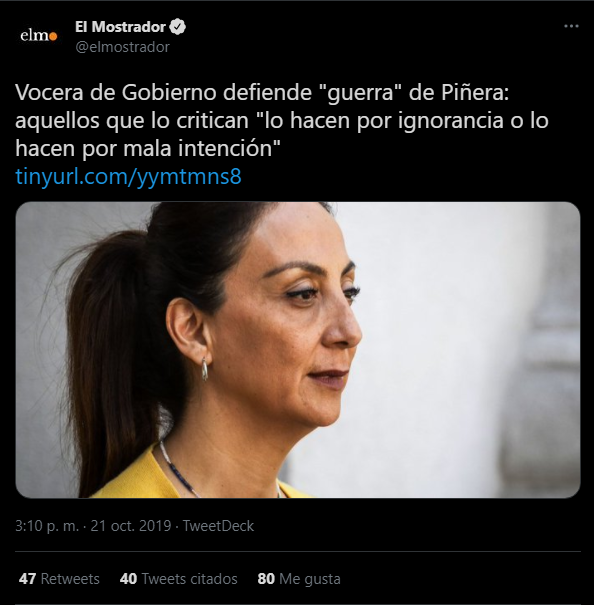 elmo
El Mostrador
@elmostrador
Vocera de Gobierno defiende "guerra" de Piñera:
aquellos que lo critican "lo hacen por ignorancia o lo
hacen por mala intención"
tinyurl.com/yymtmns8
3:10 p. m. · 21 oct. 2019 · TweetDeck
47 Retweets 40 Tweets citados 80 Me gusta